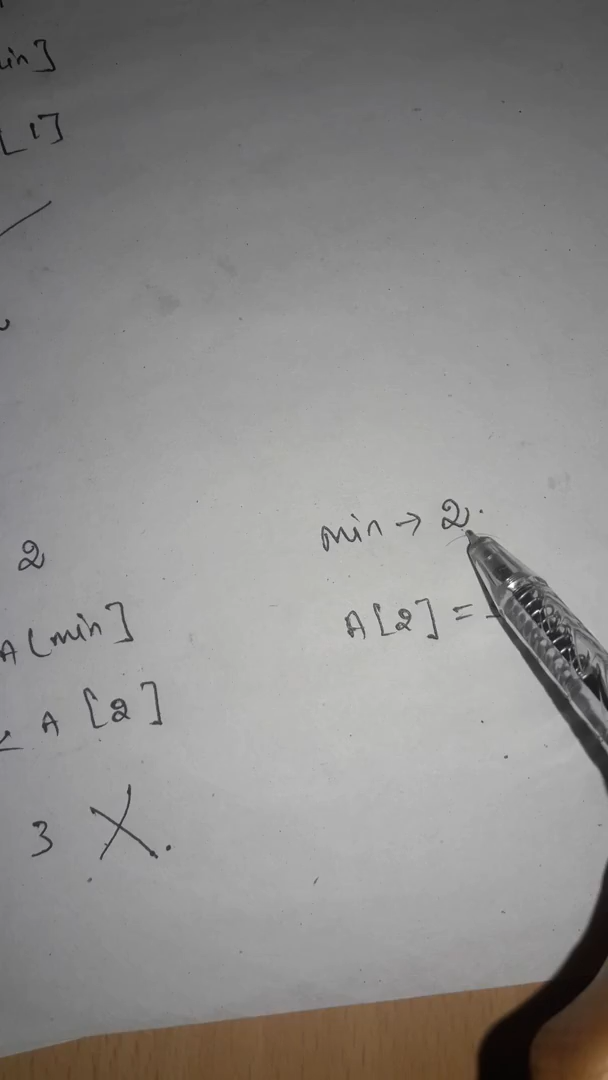 in]
[1]
2
A[min]
< A [2]
3 X.
min → 2.
A[2] =